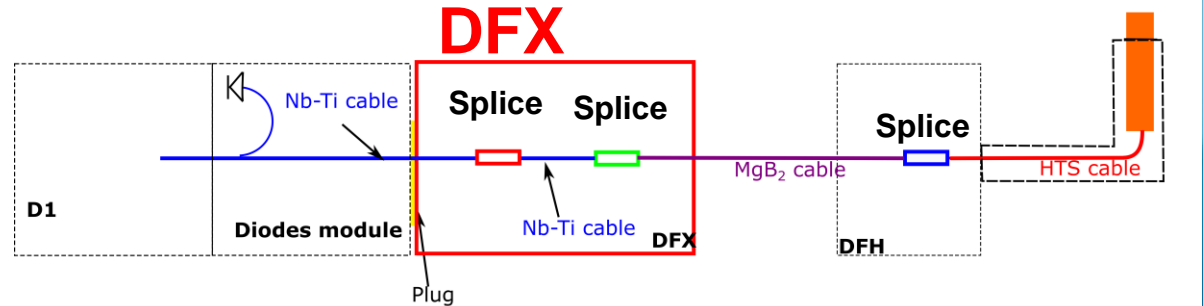 DFX
Nb-Ti cable
Splice
Splice
Splice
MgB₂ cable
HTS cable
D1
Diodes module
Nb-Ti cable
DFX
DFH
Plug